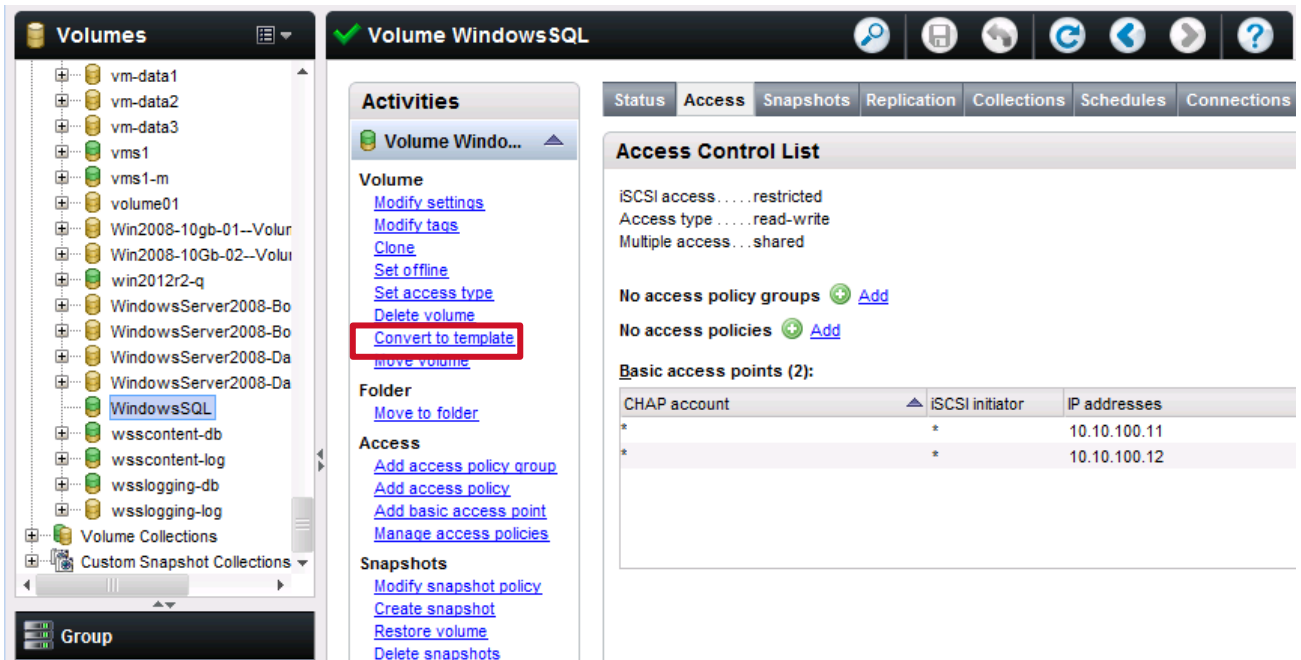 Volumes
vm-data1
vm-data2
vm-data3
vms1
vms1-m
volume01
Win2008-10gb-01--Volur
Win2008-10Gb-02--Volu
win2012r2-q
WindowsServer2008-Bo
WindowsServer2008-Bo
WindowsServer2008-Da
WindowsServer2008-Da
WindowsSQL
wsscontent-db
wsscontent-log
wsslogging-db
wsslogging-log
Volume Collections
Custom Snapshot Collections
Group
Volume WindowsSQL
Activities
Volume Windo...
Volume
Modify settings
Modify tags
Clone
Set offline
Set access type
Delete volume
Convert to template
Move volume
Folder
Move to folder
Access
Add access policy group
Add access policy
Add basic access point
Manage access policies
Snapshots
Modify snapshot policy
Create snapshot
Restore volume
Delete snapshots
Status Access Snapshots Replication Collections Schedules Connections
Access Control List
iSCSI access.....restricted
Access type .....read-write
Multiple access...shared
No access policy groups Add
No access policies Add
Basic access points (2):
CHAP account iSCSI initiator IP addresses
* * 10.10.100.11
* * 10.10.100.12